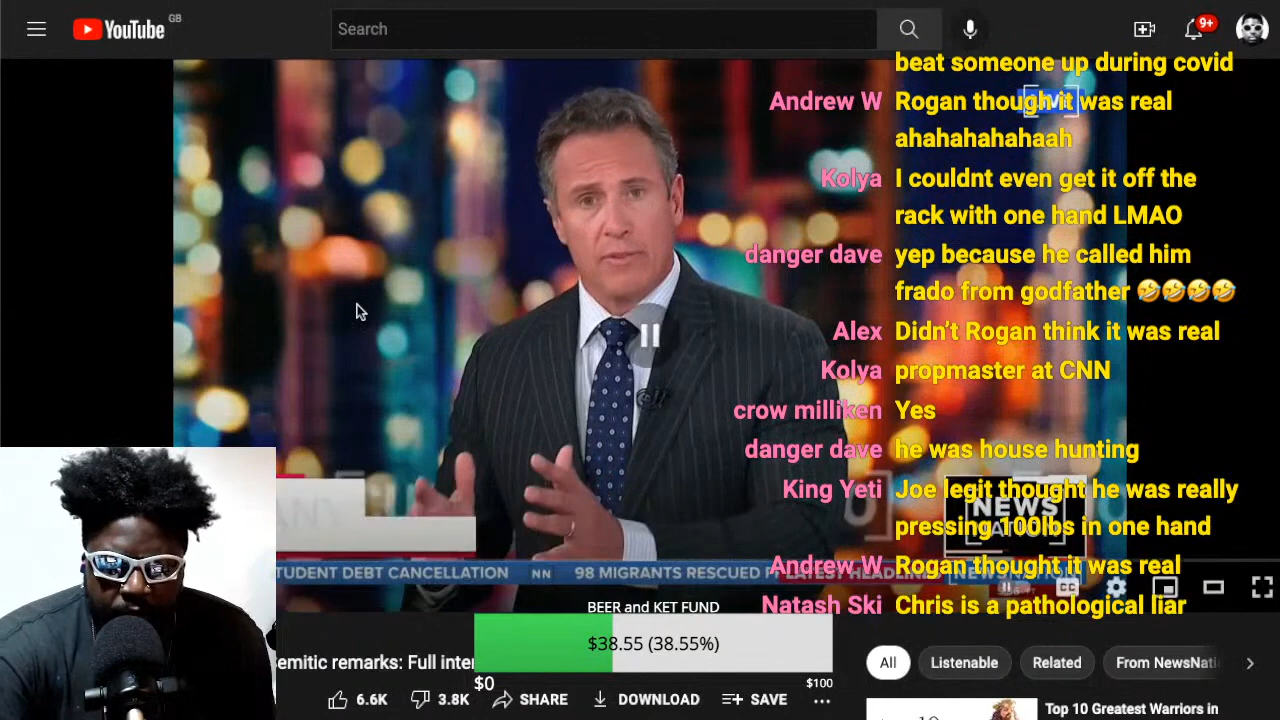 YouTube GB
Search
9+
beat someone up during covid
Andrew W Rogan though it was real
ahahahahahaah
Kolya I couldnt even get it off the
rack with one hand LMAO
danger dave yep because he called him
frado from godfather 🤣🤣🤣🤣
Alex Didn’t Rogan think it was real
Kolya propmaster at CNN
crow milliken Yes
danger dave he was house hunting
King Yeti Joe legit thought he was really
NEWS
pressing 100lbs in one hand
Andrew W Rogan thought it was real
TUDENT DEBT CANCELLATION NN 98 MIGRANTS RESCUED LATEST HEADLINE
Natash Ski Chris is a pathological liar
BEER and KET FUND
$38.55 (38.55%)
$0 $100
emitic remarks: Full inter
6.6K 3.8K SHARE DOWNLOAD SAVE ...
All Listenable Related From NewsNati
Top 10 Greatest Warriors in